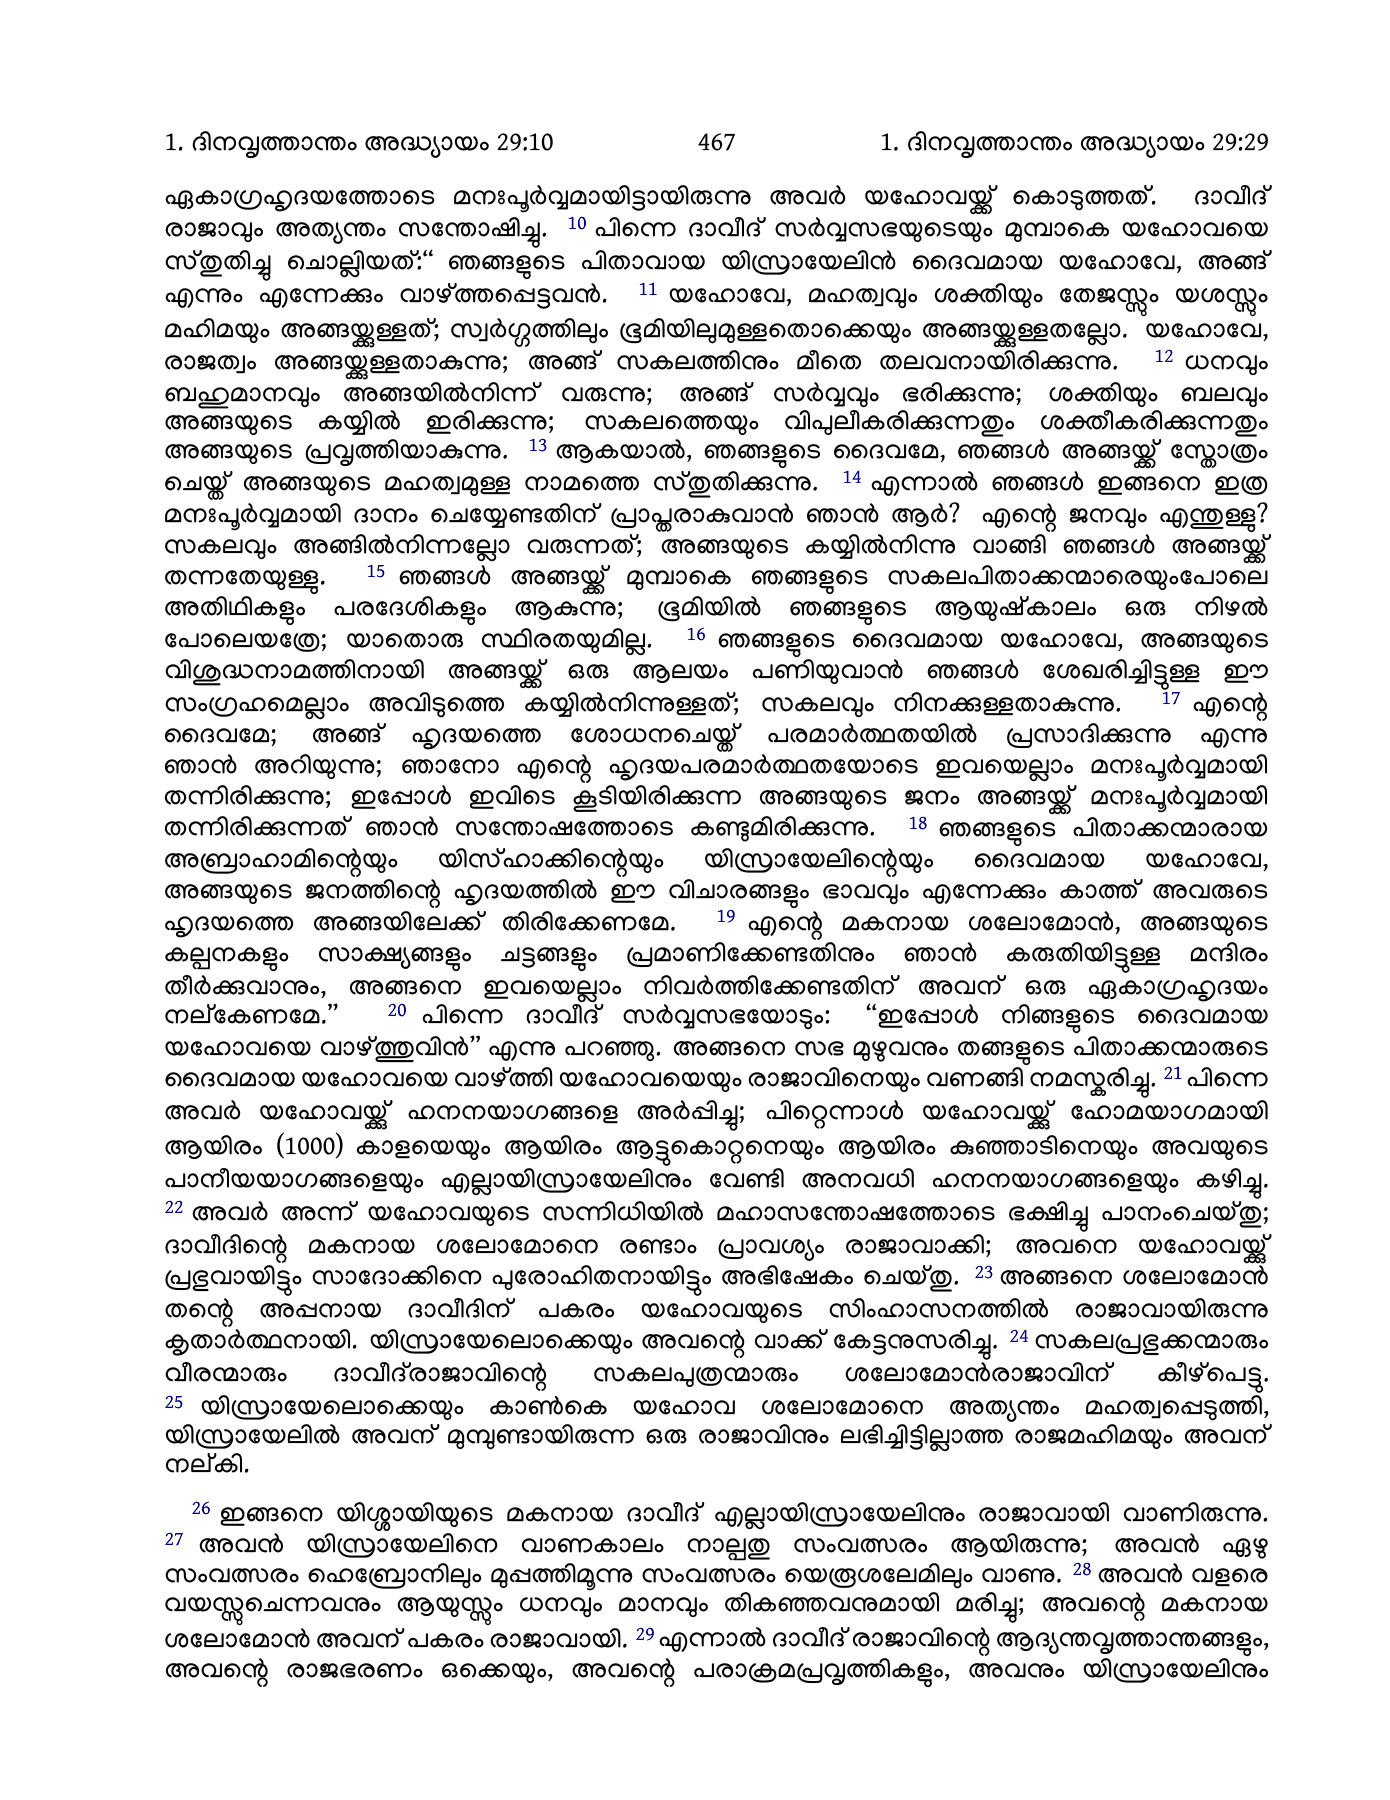 1. ദിനവൃത്താന്തം അദ്ധ്യായം 29:10 467 1. ദിനവൃത്താന്തം അദ്ധ്യായം 29:29
ഏകാഗ്രഹൃദയത്തോടെ മനഃപൂർവ്വമായിട്ടായിരുന്നു അവർ യഹോവയ്ക്ക് കൊടുത്തത്. ദാവീദ്
രാജാവും അത്യന്തം സന്തോഷിച്ചു. 10 പിന്നെ ദാവീദ് സർവ്വസഭയുടെയും മുമ്പാകെ യഹോവയെ
സ്തുതിച്ചു ചൊല്ലിയത്:“ ഞങ്ങളുടെ പിതാവായ യിസ്രായേലിൻ ദൈവമായ യഹോവേ, അങ്ങ്
എന്നും എന്നേക്കും വാഴ്ത്തപ്പെട്ടവൻ. 11 യഹോവേ, മഹത്വവും ശക്തിയും തേജസ്സും യശസ്സും
മഹിമയും അങ്ങയ്ക്കുള്ളത്; സ്വർഗ്ഗത്തിലും ഭൂമിയിലുമുള്ളതൊക്കെയും അങ്ങയ്ക്കുള്ളതല്ലോ. യഹോവേ,
രാജത്വം അങ്ങയ്ക്കുള്ളതാകുന്നു; അങ്ങ് സകലത്തിനും മീതെ തലവനായിരിക്കുന്നു. 12 ധനവും
ബഹുമാനവും അങ്ങയിൽനിന്ന് വരുന്നു; അങ്ങ് സർവ്വവും ഭരിക്കുന്നു; ശക്തിയും ബലവും
അങ്ങയുടെ കയ്യിൽ ഇരിക്കുന്നു; സകലത്തെയും വിപുലീകരിക്കുന്നതും ശക്തീകരിക്കുന്നതും
അങ്ങയുടെ പ്രവൃത്തിയാകുന്നു. 13 ആകയാൽ, ഞങ്ങളുടെ ദൈവമേ, ഞങ്ങൾ അങ്ങയ്ക്ക് സ്തോത്രം
ചെയ്ത് അങ്ങയുടെ മഹത്വമുള്ള നാമത്തെ സ്തുതിക്കുന്നു. 14 എന്നാൽ ഞങ്ങൾ ഇങ്ങനെ ഇത്ര
മനഃപൂർവ്വമായി ദാനം ചെയ്യേണ്ടതിന് പ്രാപ്തരാകുവാൻ ഞാൻ ആർ? എന്റെ ജനവും എന്തുള്ളു?
സകലവും അങ്ങിൽനിന്നല്ലോ വരുന്നത്; അങ്ങയുടെ കയ്യിൽനിന്നു വാങ്ങി ഞങ്ങൾ അങ്ങയ്ക്ക്
തന്നതേയുള്ളു. 15 ഞങ്ങൾ അങ്ങയ്ക്ക് മുമ്പാകെ ഞങ്ങളുടെ സകലപിതാക്കന്മാരെയുംപോലെ
അതിഥികളും പരദേശികളും ആകുന്നു; ഭൂമിയിൽ ഞങ്ങളുടെ ആയുഷ്കാലം ഒരു നിഴൽ
പോലെയത്രേ; യാതൊരു സ്ഥിരതയുമില്ല. 16 ഞങ്ങളുടെ ദൈവമായ യഹോവേ, അങ്ങയുടെ
വിശുദ്ധനാമത്തിനായി അങ്ങയ്ക്ക് ഒരു ആലയം പണിയുവാൻ ഞങ്ങൾ ശേഖരിച്ചിട്ടുള്ള ഈ
സംഗ്രഹമെല്ലാം അവിടുത്തെ കയ്യിൽനിന്നുള്ളത്; സകലവും നിനക്കുള്ളതാകുന്നു. 17 എന്റെ
ദൈവമേ; അങ്ങ് ഹൃദയത്തെ ശോധനചെയ്ത് പരമാർത്ഥതയിൽ പ്രസാദിക്കുന്നു എന്നു
ഞാൻ അറിയുന്നു; ഞാനോ എന്റെ ഹൃദയപരമാർത്ഥതയോടെ ഇവയെല്ലാം മനഃപൂർവ്വമായി
തന്നിരിക്കുന്നു; ഇപ്പോൾ ഇവിടെ കൂടിയിരിക്കുന്ന അങ്ങയുടെ ജനം അങ്ങയ്ക്ക് മനഃപൂർവ്വമായി
തന്നിരിക്കുന്നത് ഞാൻ സന്തോഷത്തോടെ കണ്ടുമിരിക്കുന്നു. 18 ഞങ്ങളുടെ പിതാക്കന്മാരായ
അബ്രാഹാമിന്റെയും യിസ്ഹാക്കിന്റെയും യിസ്രായേലിന്റെയും ദൈവമായ യഹോവേ,
അങ്ങയുടെ ജനത്തിന്റെ ഹൃദയത്തിൽ ഈ വിചാരങ്ങളും ഭാവവും എന്നേക്കും കാത്ത് അവരുടെ
ഹൃദയത്തെ അങ്ങയിലേക്ക് തിരിക്കേണമേ. 19 എന്റെ മകനായ ശലോമോൻ, അങ്ങയുടെ
കല്പനകളും സാക്ഷ്യങ്ങളും ചട്ടങ്ങളും പ്രമാണിക്കേണ്ടതിനും ഞാൻ കരുതിയിട്ടുള്ള മന്ദിരം
തീർക്കുവാനും, അങ്ങനെ ഇവയെല്ലാം നിവർത്തിക്കേണ്ടതിന് അവന് ഒരു ഏകാഗ്രഹൃദയം
നല്കേണമേ.” 20 പിന്നെ ദാവീദ് സർവ്വസഭയോടും: “ഇപ്പോൾ നിങ്ങളുടെ ദൈവമായ
യഹോവയെ വാഴ്ത്തുവിൻ” എന്നു പറഞ്ഞു. അങ്ങനെ സഭ മുഴുവനും തങ്ങളുടെ പിതാക്കന്മാരുടെ
ദൈവമായ യഹോവയെ വാഴ്ത്തി യഹോവയെയും രാജാവിനെയും വണങ്ങി നമസ്കരിച്ചു. 21 പിന്നെ
അവർ യഹോവയ്ക്കു ഹനനയാഗങ്ങളെ അർപ്പിച്ചു; പിറ്റെന്നാൾ യഹോവയ്ക്കു ഹോമയാഗമായി
ആയിരം (1000) കാളയെയും ആയിരം ആട്ടുകൊറ്റനെയും ആയിരം കുഞ്ഞാടിനെയും അവയുടെ
പാനീയയാഗങ്ങളെയും എല്ലായിസ്രായേലിനും വേണ്ടി അനവധി ഹനനയാഗങ്ങളെയും കഴിച്ചു.
22 അവർ അന്ന് യഹോവയുടെ സന്നിധിയിൽ മഹാസന്തോഷത്തോടെ ഭക്ഷിച്ചു പാനംചെയ്തു;
ദാവീദിന്റെ മകനായ ശലോമോനെ രണ്ടാം പ്രാവശ്യം രാജാവാക്കി; അവനെ യഹോവയ്ക്കു്
പ്രഭുവായിട്ടും സാദോക്കിനെ പുരോഹിതനായിട്ടും അഭിഷേകം ചെയ്തു. 23 അങ്ങനെ ശലോമോൻ
തന്റെ അപ്പനായ ദാവീദിന് പകരം യഹോവയുടെ സിംഹാസനത്തിൽ രാജാവായിരുന്നു
കൃതാർത്ഥനായി. യിസ്രായേലൊക്കെയും അവന്റെ വാക്ക് കേട്ടനുസരിച്ചു. 24 സകലപ്രഭുക്കന്മാരും
വീരന്മാരും ദാവീദ്‌രാജാവിന്റെ സകലപുത്രന്മാരും ശലോമോൻരാജാവിന് കീഴ്പെട്ടു.
25 യിസ്രായേലൊക്കെയും കാൺകെ യഹോവ ശലോമോനെ അത്യന്തം മഹത്വപ്പെടുത്തി,
യിസ്രായേലിൽ അവന് മുമ്പുണ്ടായിരുന്ന ഒരു രാജാവിനും ലഭിച്ചിട്ടില്ലാത്ത രാജമഹിമയും അവന്
നല്കി.
26 ഇങ്ങനെ യിശ്ശായിയുടെ മകനായ ദാവീദ് എല്ലായിസ്രായേലിനും രാജാവായി വാണിരുന്നു.
27 അവൻ യിസ്രായേലിനെ വാണകാലം നാല്പതു സംവത്സരം ആയിരുന്നു; അവൻ ഏഴു
സംവത്സരം ഹെബ്രോനിലും മുപ്പത്തിമൂന്നു സംവത്സരം യെരൂശലേമിലും വാണു. 28 അവൻ വളരെ
വയസ്സുചെന്നവനും ആയുസ്സും ധനവും മാനവും തികഞ്ഞവനുമായി മരിച്ചു; അവന്റെ മകനായ
ശലോമോൻ അവന് പകരം രാജാവായി. 29 എന്നാൽ ദാവീദ് രാജാവിന്റെ ആദ്യന്തവൃത്താന്തങ്ങളും,
അവന്റെ രാജഭരണം ഒക്കെയും, അവന്റെ പരാക്രമപ്രവൃത്തികളും, അവനും യിസ്രായേലിനും